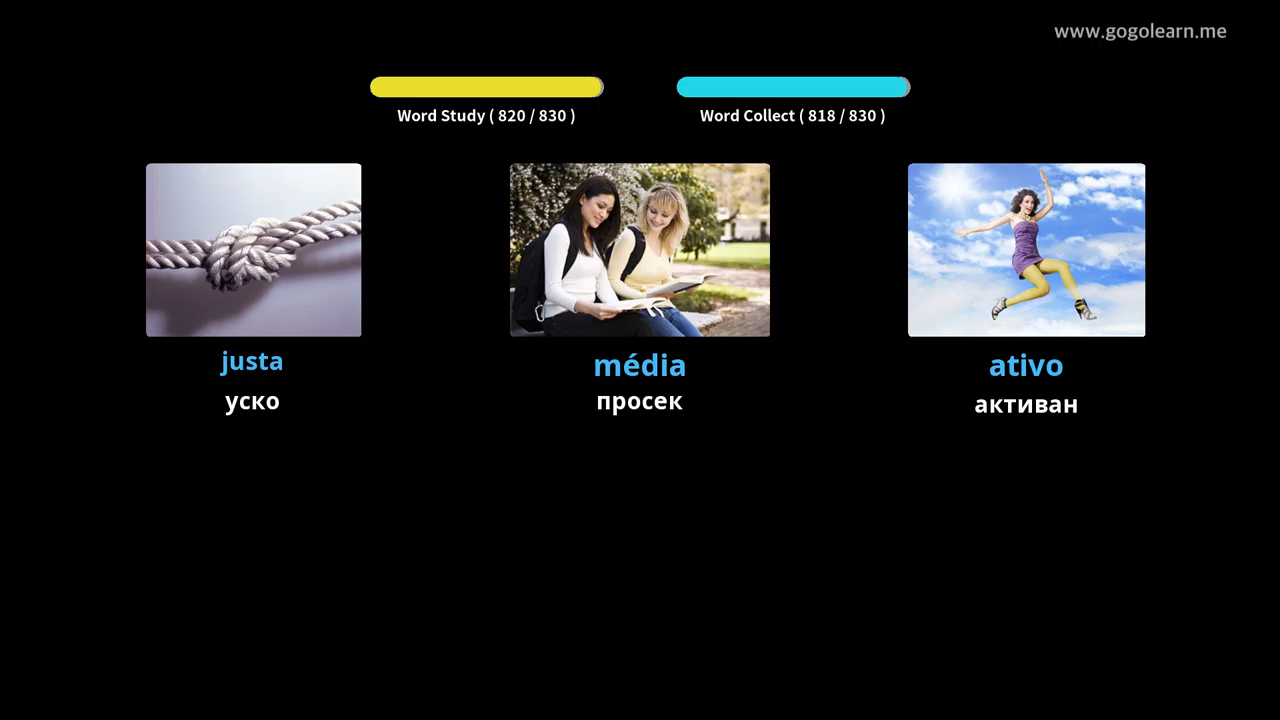 www.gogolearn.me
Word Study ( 820 / 830 )
Word Collect ( 818 / 830 )
justa
média
ativo
уско
просек
активан